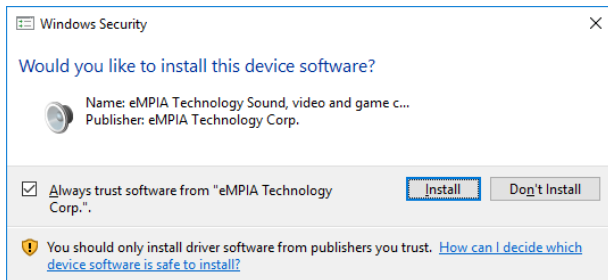 Windows Security
Would you like to install this device software?
Name: eMPIA Technology Sound, video and game c...
Publisher: eMPIA Technology Corp.
Always trust software from "eMPIA Technology
Corp.".
Install
Don't Install
You should only install driver software from publishers you trust. How can I decide which
device software is safe to install?